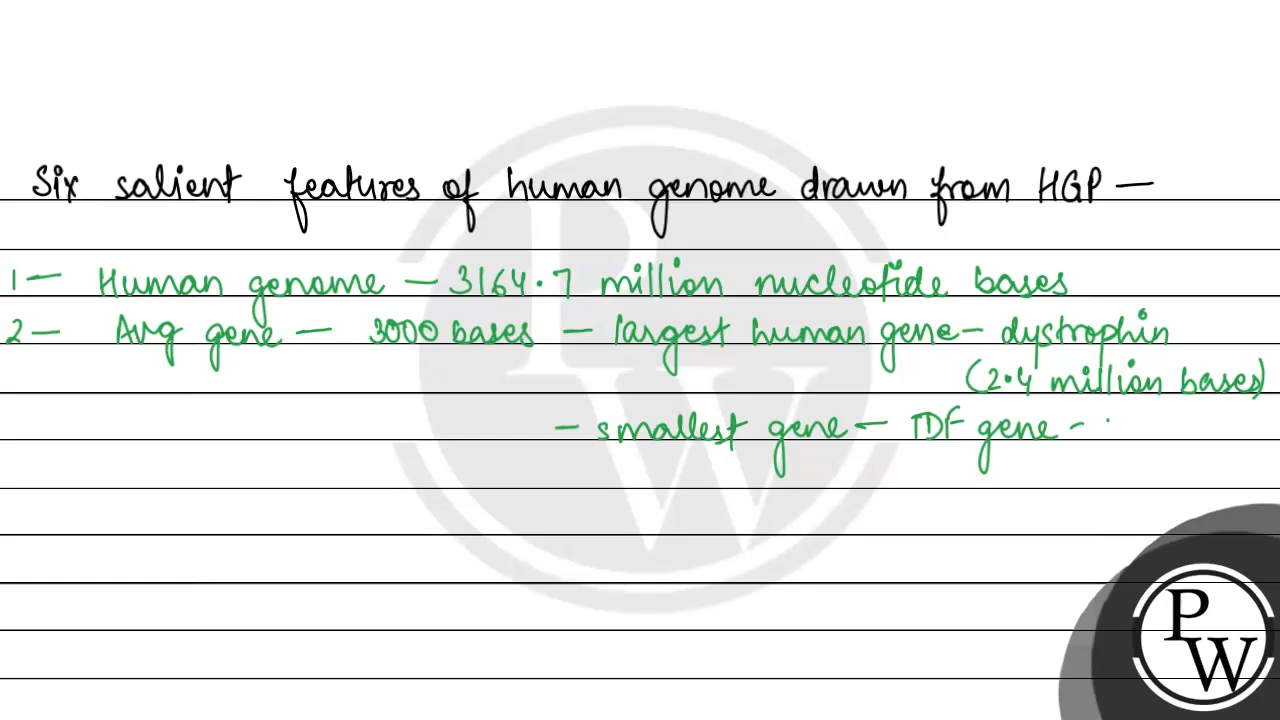 Six salient features of human genome drawn from HGP —
1 — Human genome — 3164.7 million nucleotide bases
2 — Avg gene — 3000 bases — largest human gene — dystrophin
(2.4 million bases)
- smallest gene — TDF gene -
PW
PW